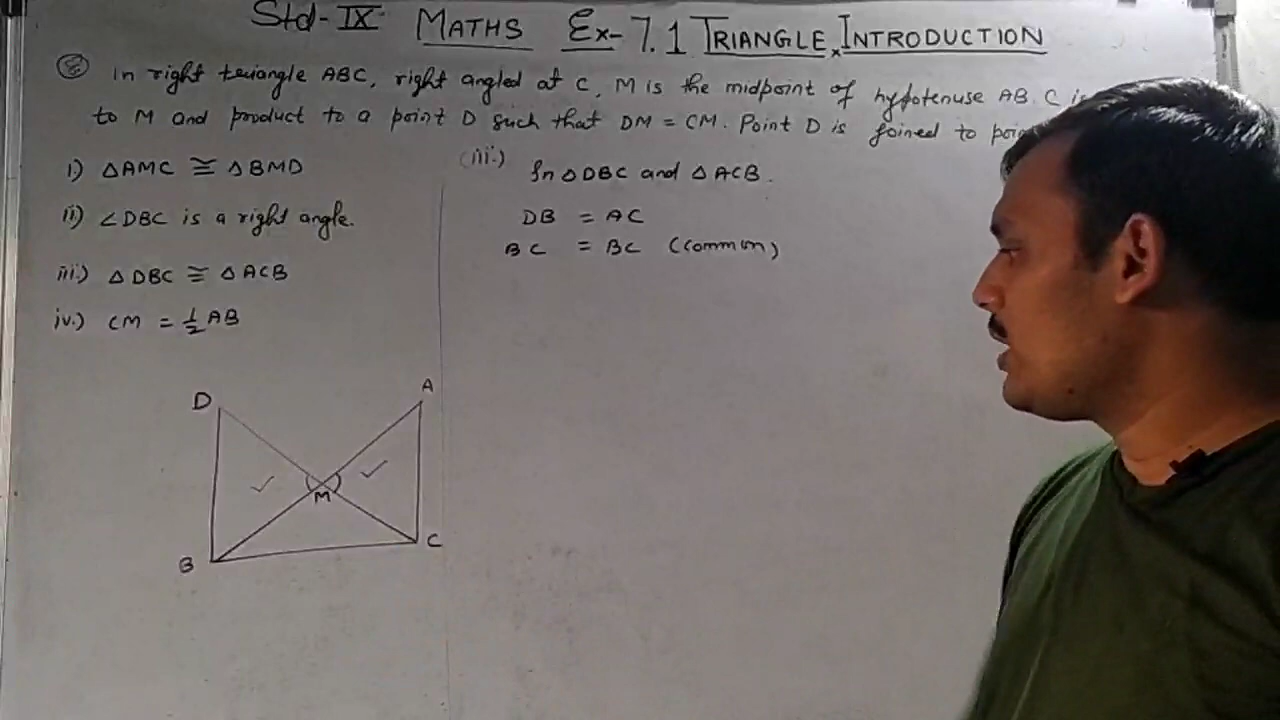 Std-IX MATHS Ex-7.1 TRIANGLE, INTRODUCTION
8 In right triangle ABC, right angled at C, M is the midpoint of hypotenuse AB. C is
to M and product to a point D such that DM = CM. Point D is joined to
i) △AMC ≅ △BMD
ii) ∠DBC is a right angle.
iii.) △DBC ≅ △ACB
iv.) CM = 1/2 AB
(iii.)
In △DBC and △ACB.
DB = AC
BC = BC (common)
D
A
M
B
C